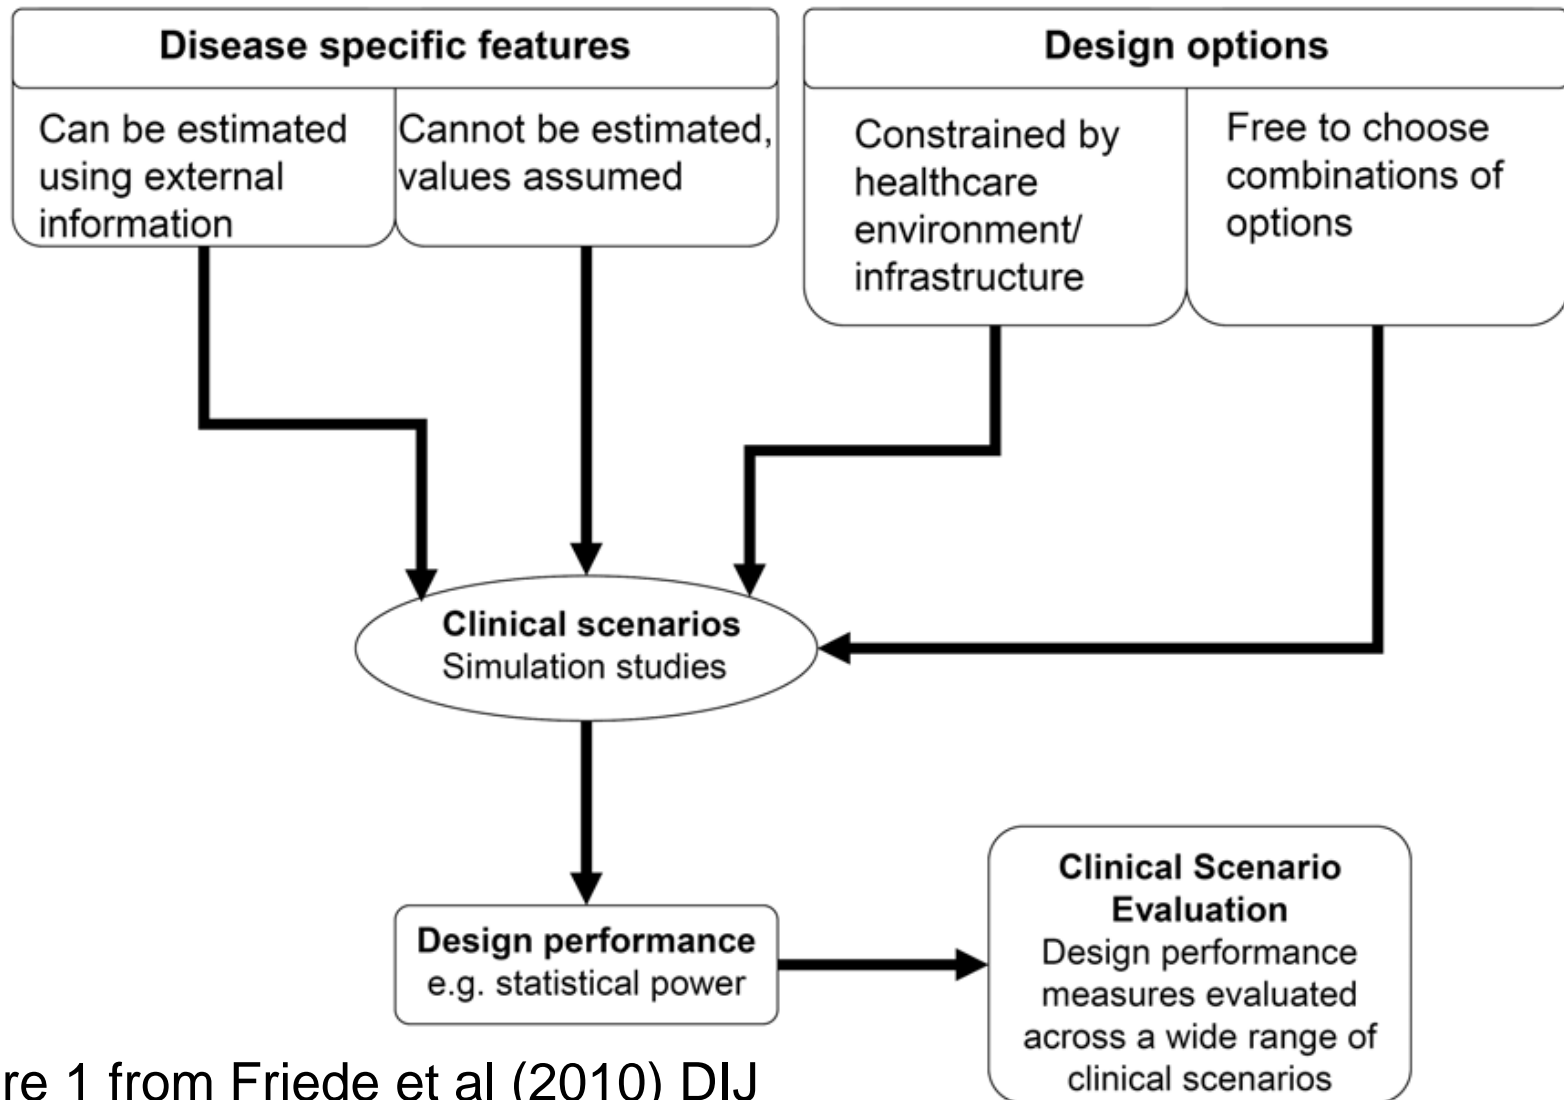 Disease specific features
Can be estimated
using external
information
Cannot be estimated,
values assumed
Design options
Constrained by
healthcare
environment/
infrastructure
Free to choose
combinations of
options
Clinical scenarios
Simulation studies
Design performance
e.g. statistical power
Clinical Scenario
Evaluation
Design performance
measures evaluated
across a wide range of
clinical scenarios
re 1 from Friede et al (2010) DIJ